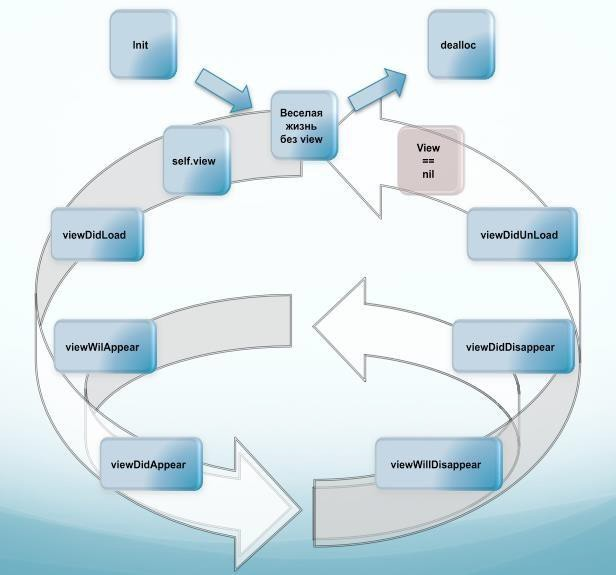 Init
dealloc
Веселая
жизнь
без view
self.view
View
==
nil
viewDidLoad
viewDidUnLoad
viewWilAppear
viewDidDisappear
viewDidAppear
viewWillDisappear